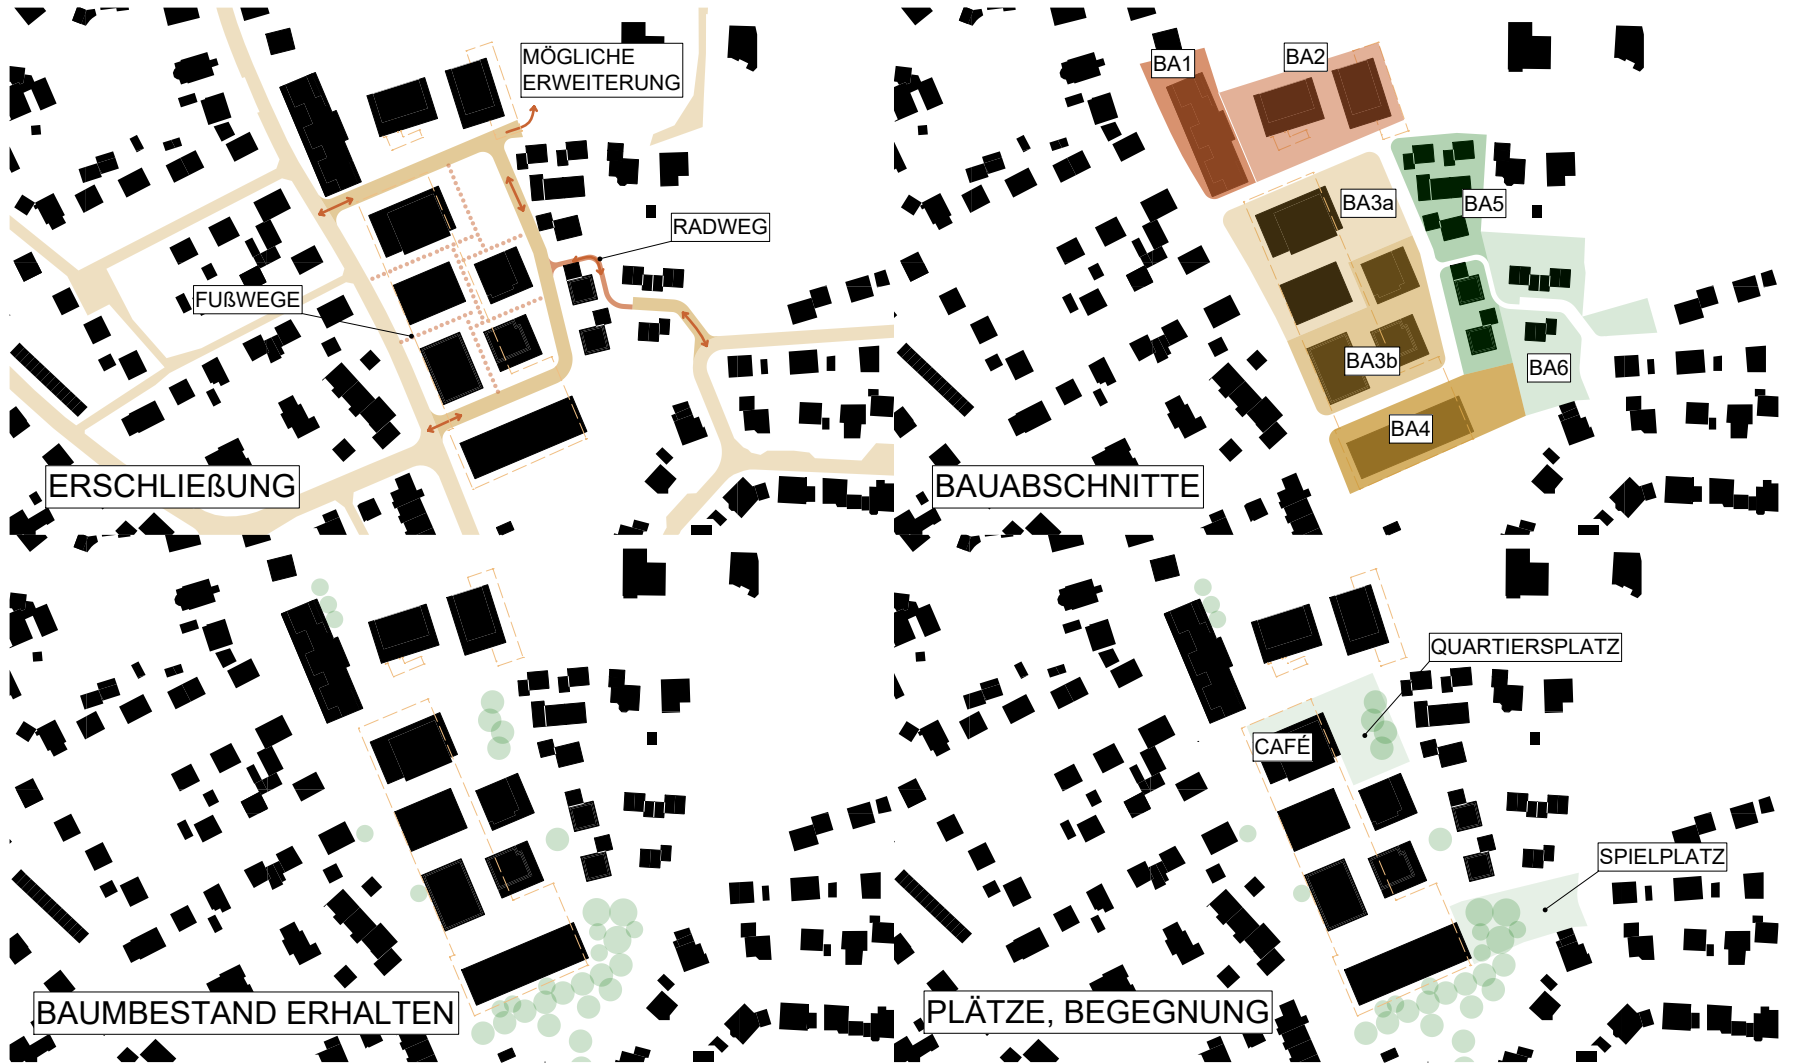 MÖGLICHE
ERWEITERUNG
RADWEG
FUßWEGE
ERSCHLIEßUNG
BA1
BA2
BA3a
BA5
BA3b
BA6
BA4
BAUABSCHNITTE
BAUMBESTAND ERHALTEN
QUARTIERSPLATZ
CAFÉ
SPIELPLATZ
PLÄTZE, BEGEGNUNG